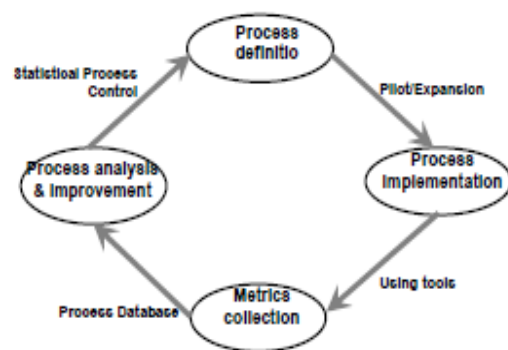 Process
definitio
Statistical Process
Control
Pilot/Expansion
Process analysis
& Improvement
Process
Implementation
Process Database
Metrics
collection
Using tools